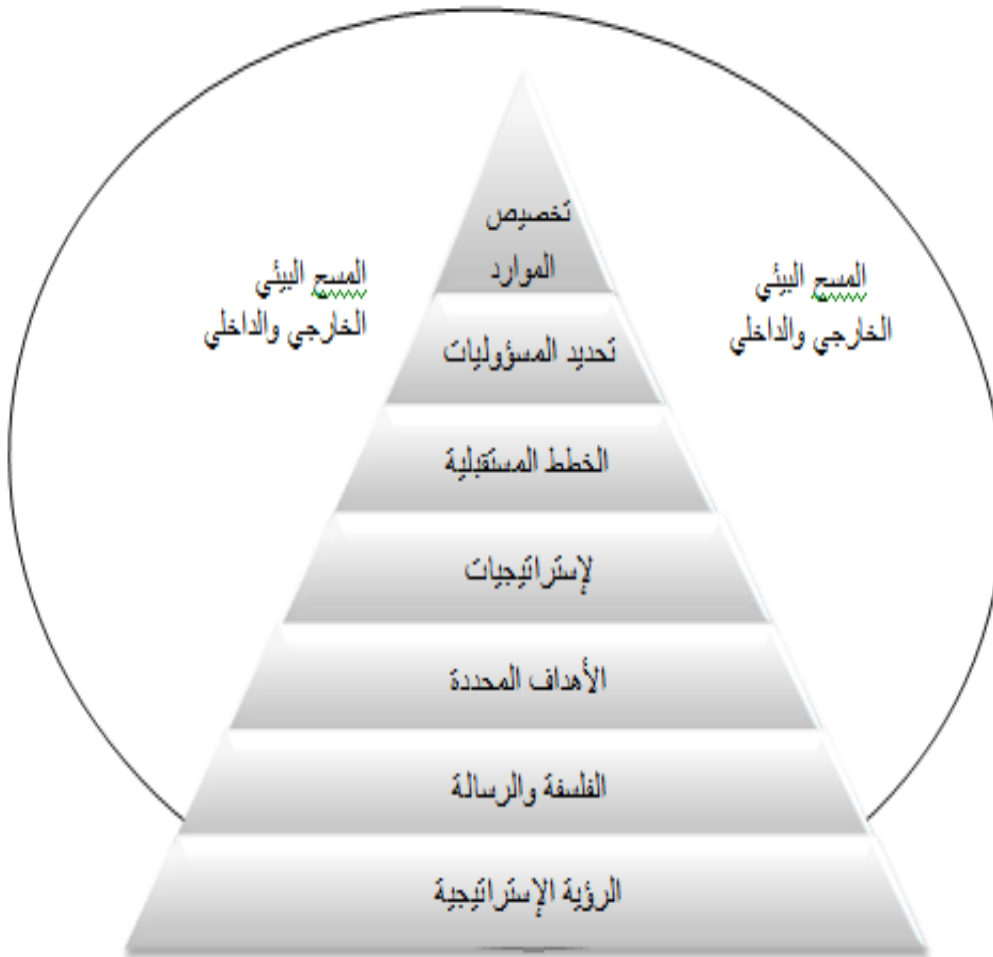 تخصيص
الموارد
المسح البيئي
الخارجي والداخلي
المسح البيئي
الخارجي والداخلي
تحديد المسؤوليات
الخطط المستقبلية
لإستراتيجيات
الأهداف المحددة
الفلسفة والرسالة
الرؤية الإستراتيجية